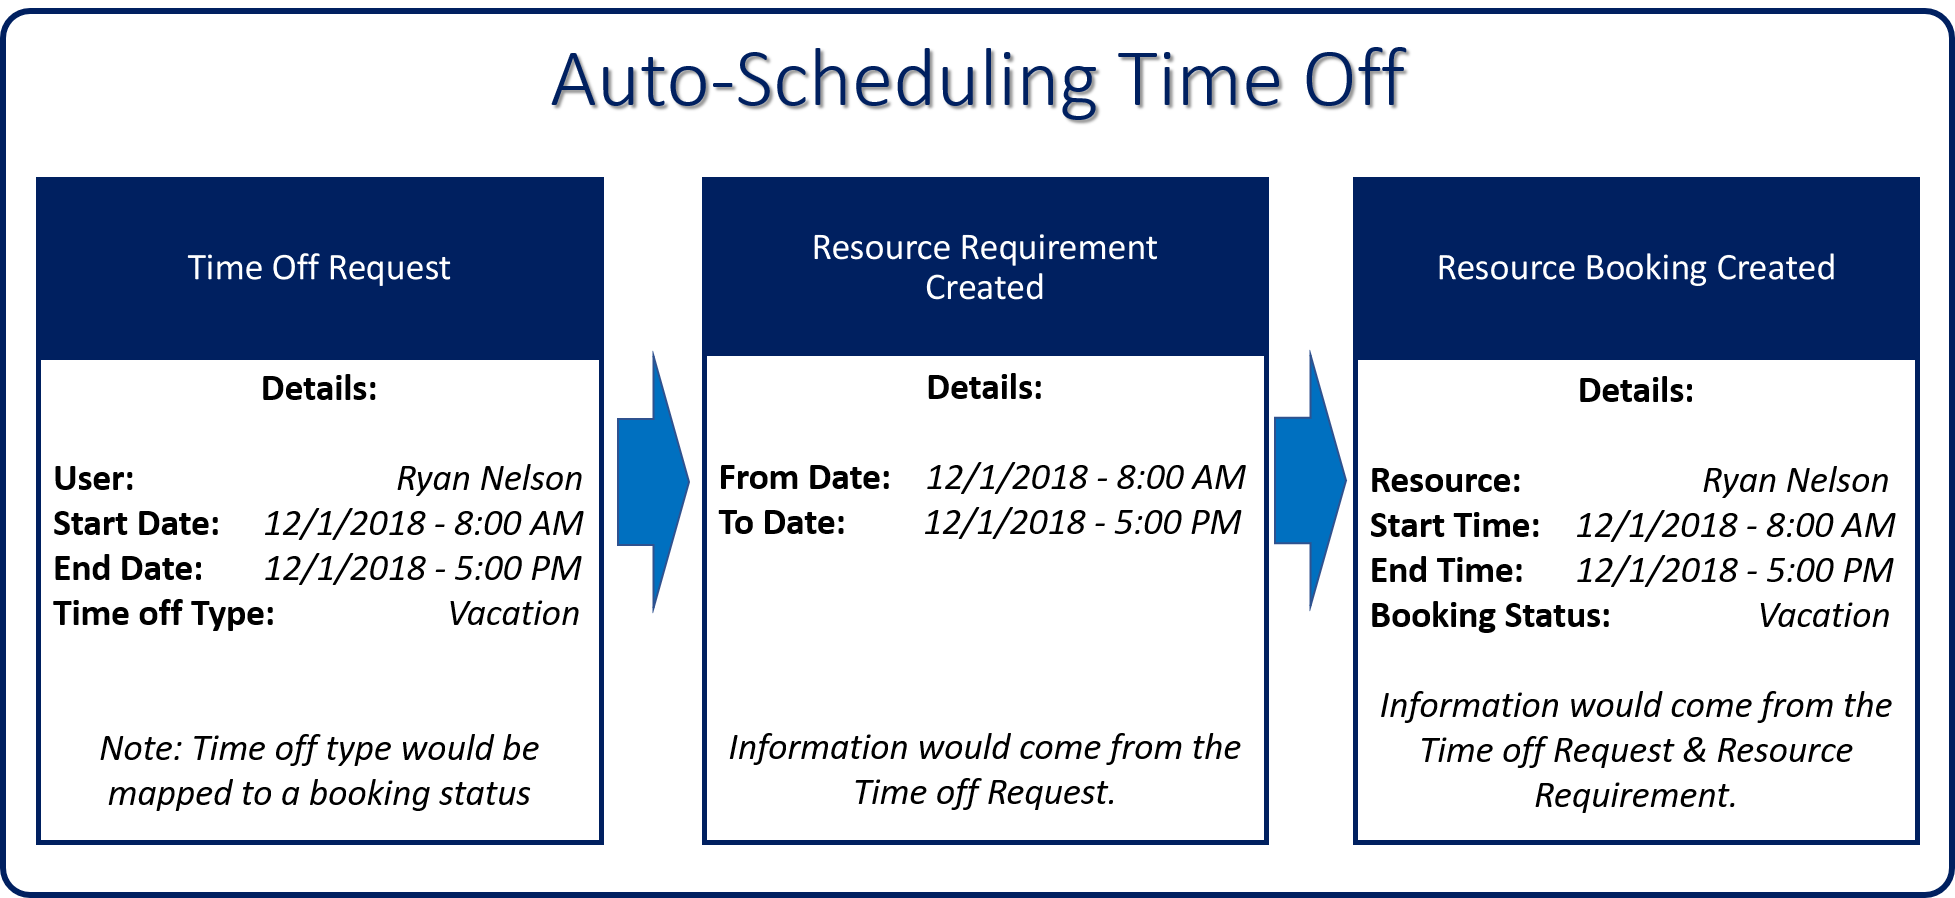 Auto-Scheduling Time Off
Time Off Request
Details:
User: Ryan Nelson
Start Date: 12/1/2018 - 8:00 AM
End Date: 12/1/2018 - 5:00 PM
Time off Type: Vacation
Note: Time off type would be
mapped to a booking status
Resource Requirement
Created
Details:
From Date: 12/1/2018 - 8:00 AM
To Date: 12/1/2018 - 5:00 PM
Information would come from the
Time off Request.
Resource Booking Created
Details:
Resource: Ryan Nelson
Start Time: 12/1/2018 - 8:00 AM
End Time: 12/1/2018 - 5:00 PM
Booking Status: Vacation
Information would come from the
Time off Request & Resource
Requirement.